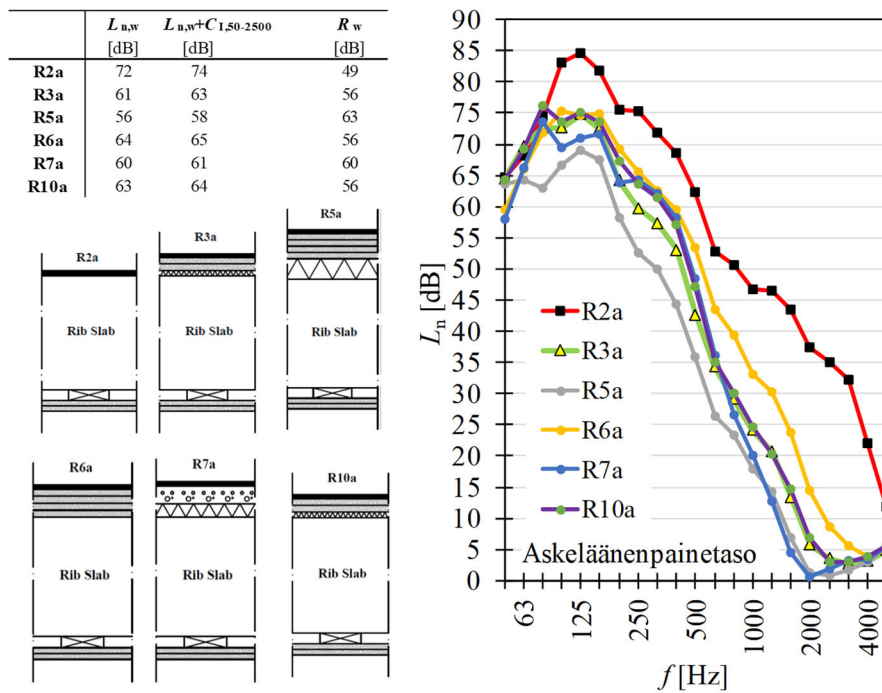 L n,w L n,w+C I,50-2500 R w
[dB] [dB] [dB]
R2a 72 74 49
R3a 61 63 56
R5a 56 58 63
R6a 64 65 56
R7a 60 61 60
R10a 63 64 56
R2a
Rib Slab
R3a
Rib Slab
R5a
Rib Slab
R6a
Rib Slab
R7a
Rib Slab
R10a
Rib Slab
90
85
80
75
70
65
60
55
50
45
40
35
30
25
20
15
10
5
0
Ln [dB]
R2a
R3a
R5a
R6a
R7a
R10a
Askeläänenpainetaso
63 125 250 500 1000 2000 4000
f [Hz]